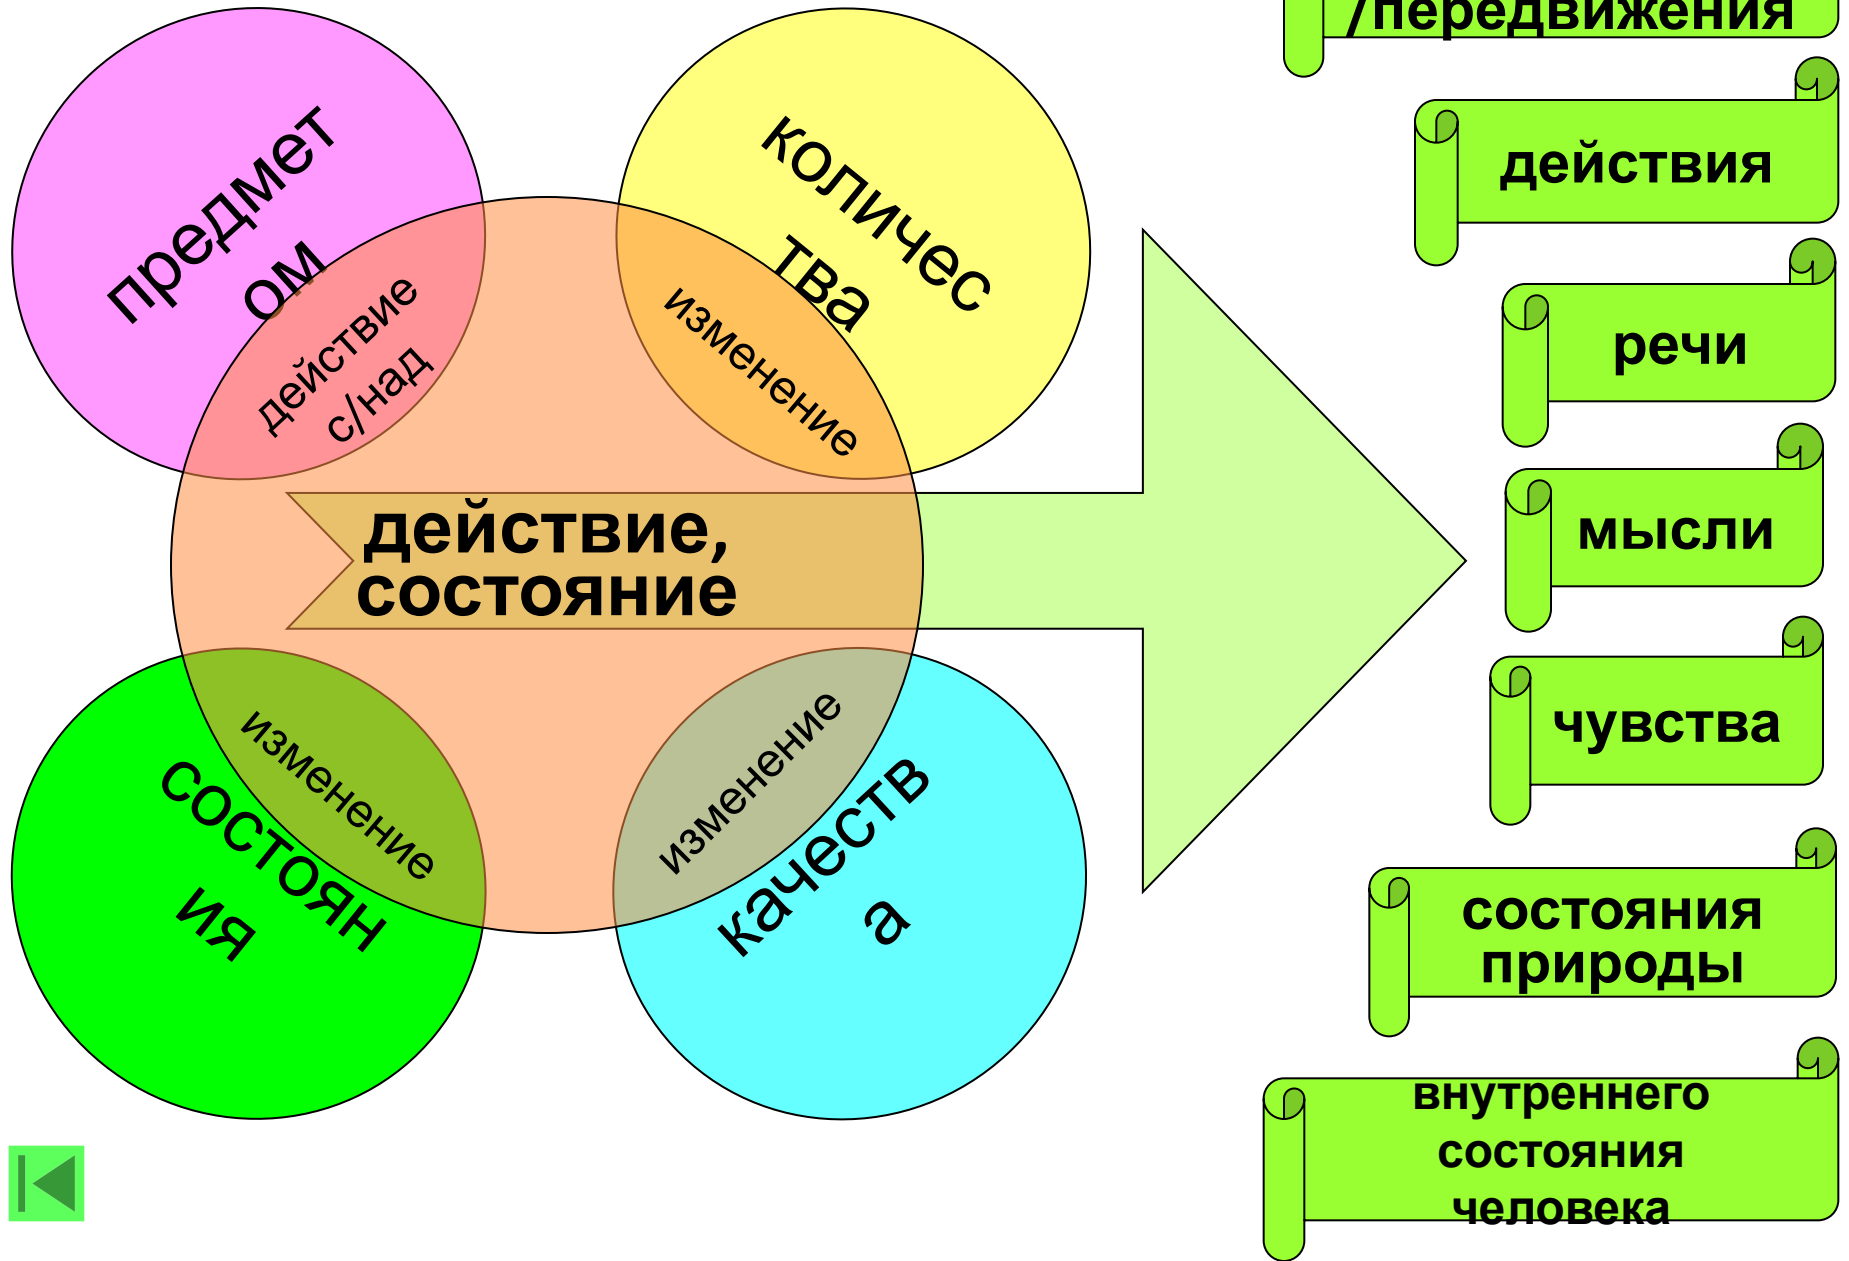 предмет
ом
действие
с/над
количес
тва
изменение
действие,
состояние
изменение
состоян
ия
изменение
качеств
а
/передвижения
действия
речи
мысли
чувства
состояния
природы
внутреннего
состояния
человека